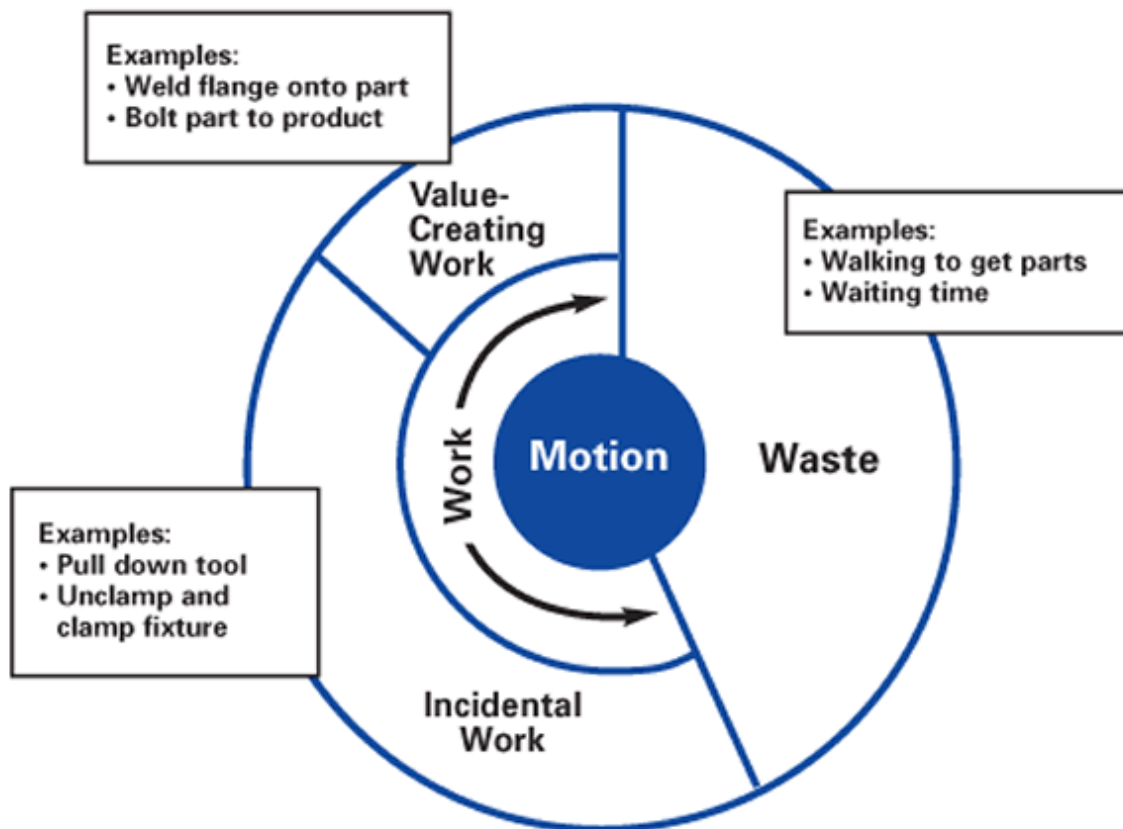 Examples:
• Weld flange onto part
• Bolt part to product
Value-
Creating
Work
Examples:
• Walking to get parts
• Waiting time
Work
Motion
Waste
Examples:
• Pull down tool
• Unclamp and
clamp fixture
Incidental
Work